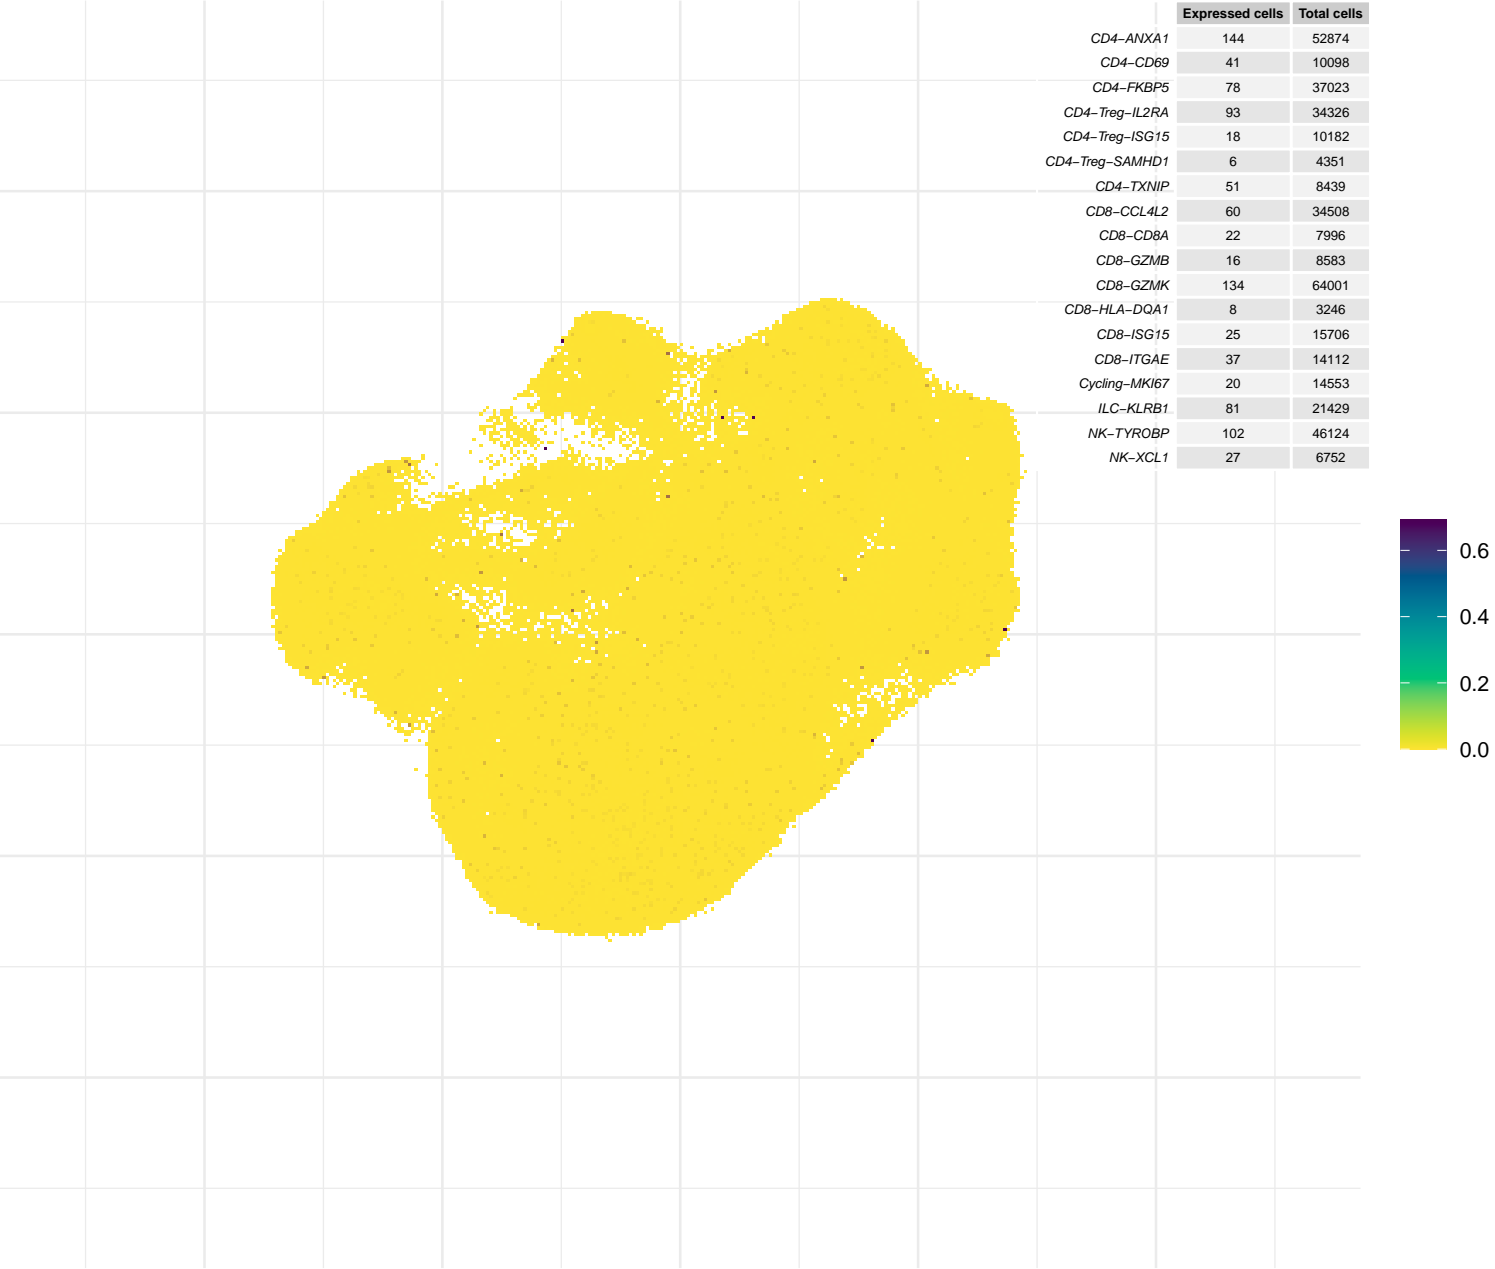 Expressed cells Total cells
CD4−ANXA1 144 52874
CD4−CD69 41 10098
CD4−FKBP5 78 37023
CD4−Treg−IL2RA 93 34326
CD4−Treg−ISG15 18 10182
CD4−Treg−SAMHD1 6 4351
CD4−TXNIP 51 8439
CD8−CCL4L2 60 34508
CD8−CD8A 22 7996
CD8−GZMB 16 8583
CD8−GZMK 134 64001
CD8−HLA−DQA1 8 3246
CD8−ISG15 25 15706
CD8−ITGAE 37 14112
Cycling−MKI67 20 14553
ILC−KLRB1 81 21429
NK−TYROBP 102 46124
NK−XCL1 27 6752
0.6
0.4
0.2
0.0